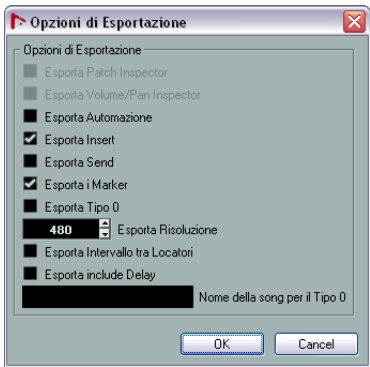 Opzioni di Esportazione
Opzioni di Esportazione
Esporta Patch Inspector
Esporta Volume/Pan Inspector
Esporta Automazione
Esporta Insert
Esporta Send
Esporta i Marker
Esporta Tipo 0
480 Esporta Risoluzione
Esporta Intervallo tra Locatori
Esporta include Delay
Nome della song per il Tipo 0
OK Cancel